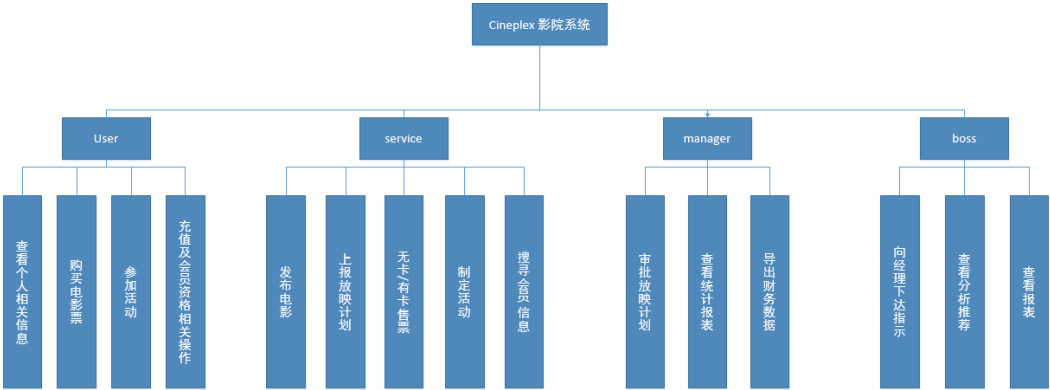 Cineplex 影院系统
User
service
manager
boss
查看个人相关信息
购买电影票
参加活动
充值及会员资格相关操作
发布电影
上报放映计划
无卡/有卡售票
制定活动
搜寻会员 信息
审批放映计划
查看统计报表
导出财务数据
向经理下达指示
查看分析推荐
查看报表